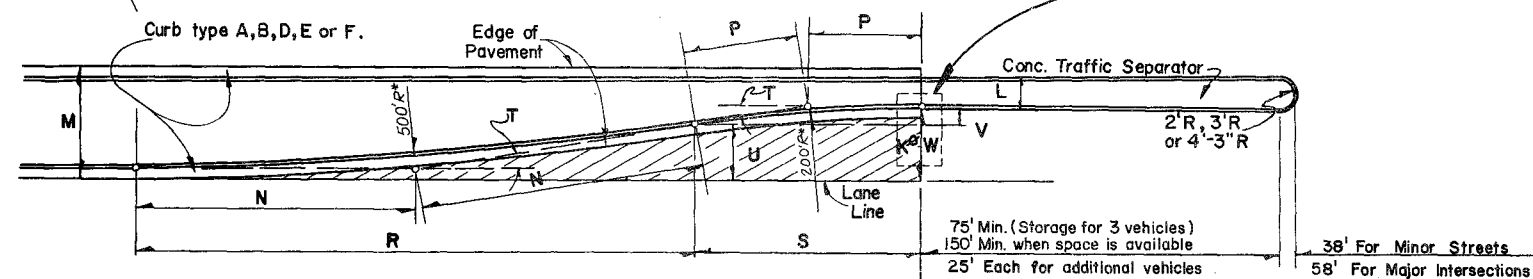 Curb type A,B,D,E or F.
Edge of
Pavement
P
P
Conc. Traffic Separator
T
L
M
500'R*
T
V
2'R, 3'R
or 4'-3"R
U
200'R*
K
W
N
Lane
Line
N
R
S
75' Min. (Storage for 3 vehicles)
150' Min. when space is available
25' Each for additional vehicles
38' For Minor Streets
58' For Major Intersections